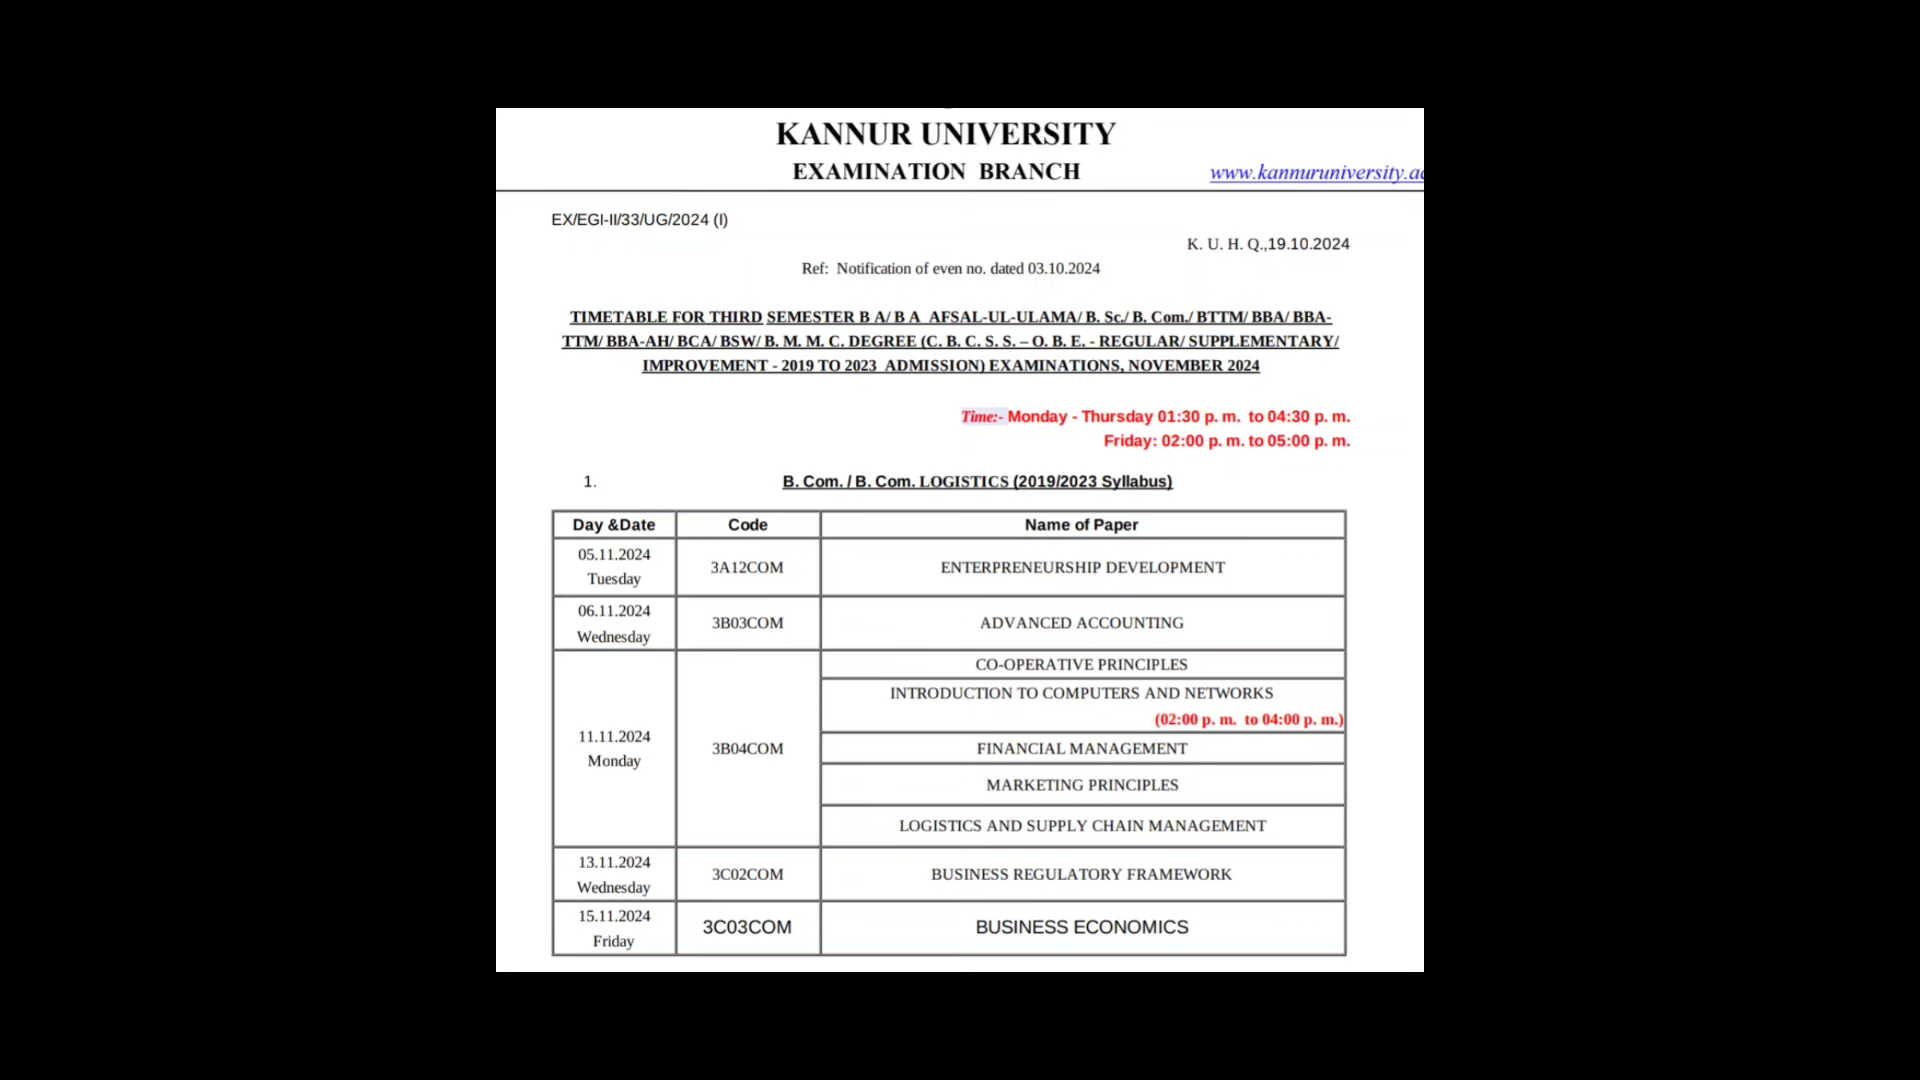 KANNUR UNIVERSITY
EXAMINATION BRANCH
www.kannuruniversity.ac
EX/EGI-II/33/UG/2024 (I)
K. U. H. Q.,19.10.2024
Ref: Notification of even no. dated 03.10.2024
TIMETABLE FOR THIRD SEMESTER B A/ B A AFSAL-UL-ULAMA/ B. Sc./ B. Com./ BTTM/ BBA/ BBA-
TTM/ BBA-AH/ BCA/ BSW/ B. M. M. C. DEGREE (C. B. C. S. S. – O. B. E. - REGULAR/ SUPPLEMENTARY/
IMPROVEMENT - 2019 TO 2023 ADMISSION) EXAMINATIONS, NOVEMBER 2024
Time:- Monday - Thursday 01:30 p. m. to 04:30 p. m.
Friday: 02:00 p. m. to 05:00 p. m.
1. B. Com. / B. Com. LOGISTICS (2019/2023 Syllabus)
Day &Date Code Name of Paper
05.11.2024
Tuesday
3A12COM
ENTERPRENEURSHIP DEVELOPMENT
06.11.2024
Wednesday
3B03COM
ADVANCED ACCOUNTING
11.11.2024
Monday
3B04COM
CO-OPERATIVE PRINCIPLES
INTRODUCTION TO COMPUTERS AND NETWORKS
(02:00 p. m. to 04:00 p. m.)
FINANCIAL MANAGEMENT
MARKETING PRINCIPLES
LOGISTICS AND SUPPLY CHAIN MANAGEMENT
13.11.2024
Wednesday
3C02COM
BUSINESS REGULATORY FRAMEWORK
15.11.2024
Friday
3C03COM
BUSINESS ECONOMICS